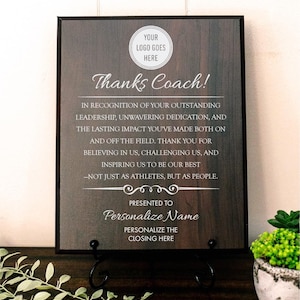 YOUR
LOGO GOES
HERE
Thanks Coach!
IN RECOGNITION OF YOUR OUTSTANDING
LEADERSHIP, UNWAVERING DEDICATION, AND
THE LASTING IMPACT YOU'VE MADE BOTH ON
AND OFF THE FIELD. THANK YOU FOR
BELIEVING IN US, CHALLENGING US, AND
INSPIRING US TO BE OUR BEST
–NOT JUST AS ATHLETES, BUT AS PEOPLE.
PRESENTED TO
Personalize Name
PERSONALIZE THE
CLOSING HERE